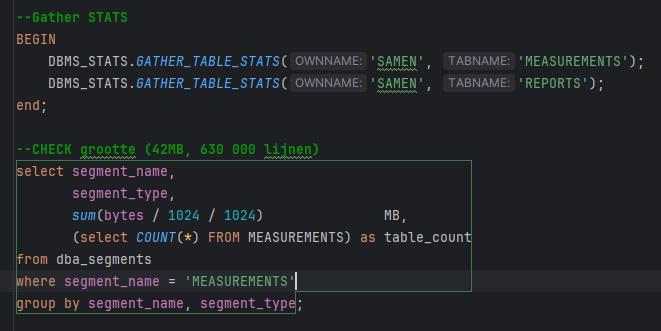 --Gather STATS
BEGIN
    DBMS_STATS.GATHER_TABLE_STATS( OWNNAME: 'SAMEN', TABNAME: 'MEASUREMENTS');
    DBMS_STATS.GATHER_TABLE_STATS( OWNNAME: 'SAMEN', TABNAME: 'REPORTS');
end;
--CHECK grootte (42MB, 630 000 lijnen)
select segment_name,
       segment_type,
       sum(bytes / 1024 / 1024)               MB,
       (select COUNT(*) FROM MEASUREMENTS) as table_count
from dba_segments
where segment_name = 'MEASUREMENTS'
group by segment_name, segment_type;